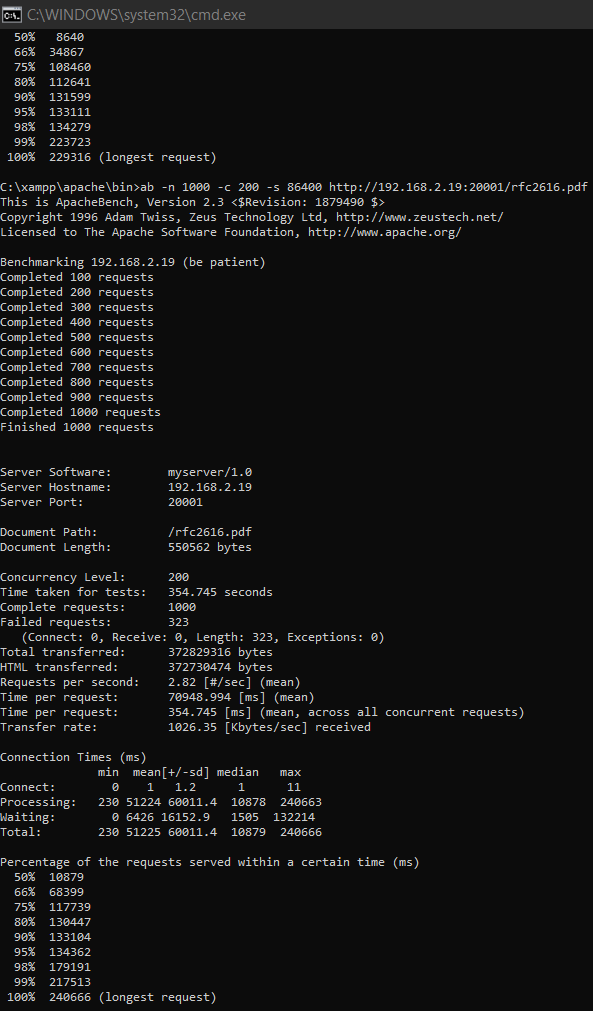 C:\WINDOWS\system32\cmd.exe
50% 8640
66% 34867
75% 108460
80% 112641
90% 131599
95% 133111
98% 134279
99% 223723
100% 229316 (longest request)
C:\xampp\apache\bin>ab -n 1000 -c 200 -s 86400 http://192.168.2.19:20001/rfc2616.pdf
This is ApacheBench, Version 2.3 <$Revision: 1879490 $>
Copyright 1996 Adam Twiss, Zeus Technology Ltd, http://www.zeustech.net/
Licensed to The Apache Software Foundation, http://www.apache.org/
Benchmarking 192.168.2.19 (be patient)
Completed 100 requests
Completed 200 requests
Completed 300 requests
Completed 400 requests
Completed 500 requests
Completed 600 requests
Completed 700 requests
Completed 800 requests
Completed 900 requests
Completed 1000 requests
Finished 1000 requests
Server Software: myserver/1.0
Server Hostname: 192.168.2.19
Server Port: 20001
Document Path: /rfc2616.pdf
Document Length: 550562 bytes
Concurrency Level: 200
Time taken for tests: 354.745 seconds
Complete requests: 1000
Failed requests: 323
(Connect: 0, Receive: 0, Length: 323, Exceptions: 0)
Total transferred: 372829316 bytes
HTML transferred: 372730474 bytes
Requests per second: 2.82 [#/sec] (mean)
Time per request: 70948.994 [ms] (mean)
Time per request: 354.745 [ms] (mean, across all concurrent requests)
Transfer rate: 1026.35 [Kbytes/sec] received
Connection Times (ms)
min mean[+/-sd] median max
Connect: 0 1 1.2 1 11
Processing: 230 51224 60011.4 10878 240663
Waiting: 0 6426 16152.9 1505 132214
Total: 230 51225 60011.4 10879 240666
Percentage of the requests served within a certain time (ms)
50% 10879
66% 68399
75% 117739
80% 130447
90% 133104
95% 134362
98% 179191
99% 217513
100% 240666 (longest request)